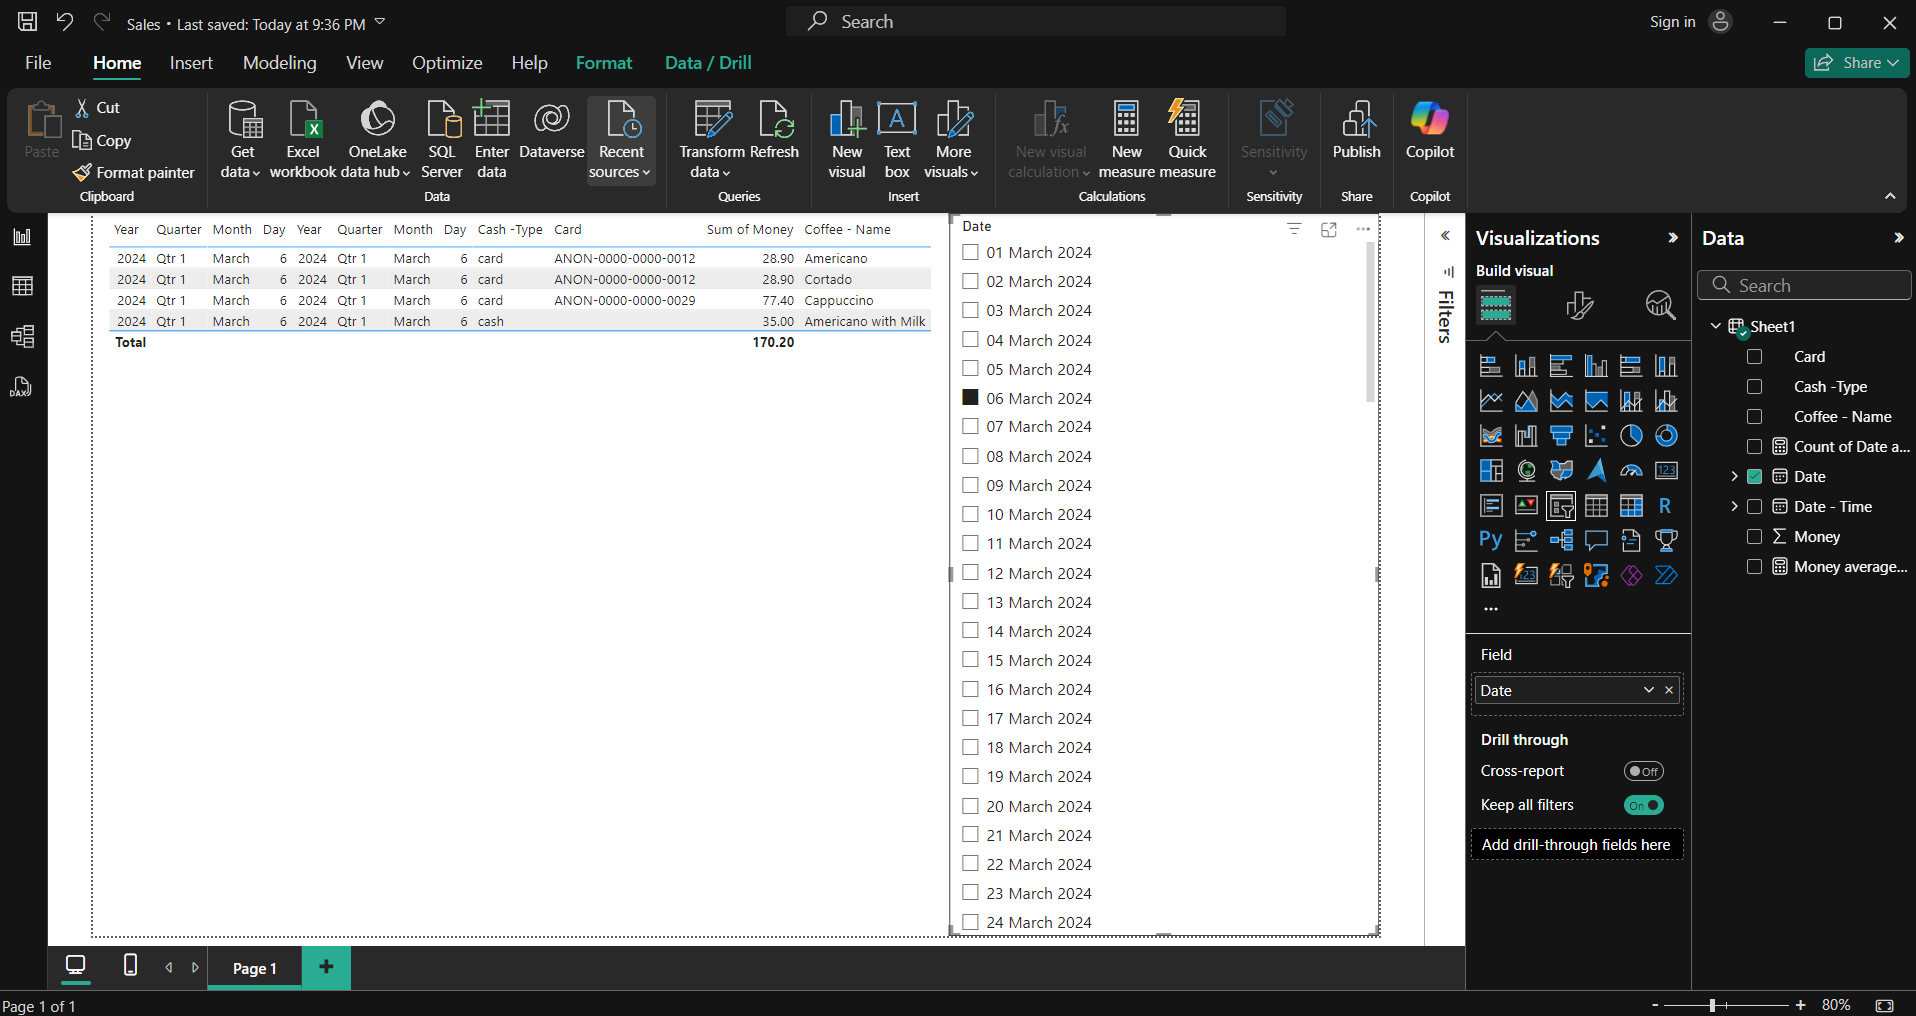 Sales • Last saved: Today at 9:36 PM
Search
Sign in
File Home Insert Modeling View Optimize Help Format Data / Drill
Share
Paste
Cut
Copy
Format painter
Clipboard
Get data
Excel workbook
OneLake data hub
SQL Server
Enter data
Dataverse
Recent sources
Data
Transform data
Refresh
Queries
New visual
A
Text box
More visuals
Insert
fx
New visual calculation
New measure
Quick measure
Calculations
Sensitivity
Sensitivity
Publish
Share
Copilot
Copilot
DAX
Year Quarter Month Day Year Quarter Month Day Cash -Type Card Sum of Money Coffee - Name
2024 Qtr 1 March 6 2024 Qtr 1 March 6 card ANON-0000-0000-0012 28.90 Americano
2024 Qtr 1 March 6 2024 Qtr 1 March 6 card ANON-0000-0000-0012 28.90 Cortado
2024 Qtr 1 March 6 2024 Qtr 1 March 6 card ANON-0000-0000-0029 77.40 Cappuccino
2024 Qtr 1 March 6 2024 Qtr 1 March 6 cash 35.00 Americano with Milk
Total 170.20
Date
01 March 2024
02 March 2024
03 March 2024
04 March 2024
05 March 2024
06 March 2024
07 March 2024
08 March 2024
09 March 2024
10 March 2024
11 March 2024
12 March 2024
13 March 2024
14 March 2024
15 March 2024
16 March 2024
17 March 2024
18 March 2024
19 March 2024
20 March 2024
21 March 2024
22 March 2024
23 March 2024
24 March 2024
Filters
Visualizations
Build visual
123
R
Py
123
Field
Date
Drill through
Cross-report Off
Keep all filters On
Add drill-through fields here
Data
Search
Sheet1
Card
Cash -Type
Coffee - Name
Count of Date a...
Date
Date - Time
Money
Money average...
Page 1
+
Page 1 of 1
- + 80%